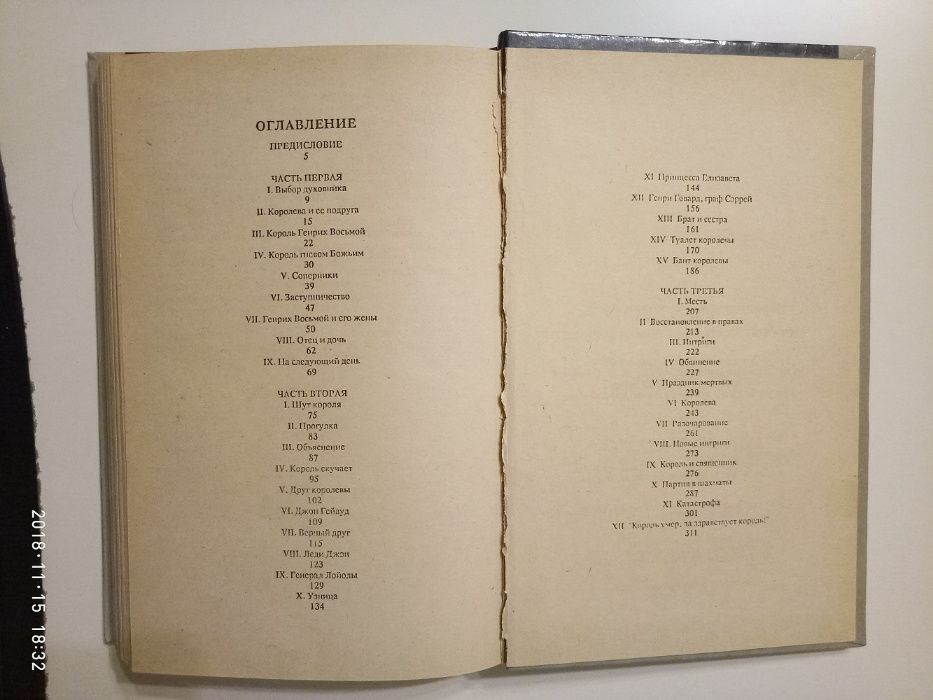 ОГЛАВЛЕНИЕ
ПРЕДИСЛОВИЕ
5
ЧАСТЬ ПЕРВАЯ
I. Выбор духовника
9
II. Королева и ее подруга
15
III. Король Генрих Восьмой
22
IV. Король гневом Божьим
30
V. Соперники
39
VI. Заступничество
47
VII. Генрих Восьмой и его жены
50
VIII. Отец и дочь
62
IX. На следующий день
69
ЧАСТЬ ВТОРАЯ
I. Шут короля
75
II. Прогулка
83
III. Объяснение
87
IV. Король скучает
95
V. Друг королевы
102
VI. Джон Гейвуд
109
VII. Верный друг
115
VIII. Леди Джэн
123
IX. Генерал Лойолы
129
X. Узница
134
XI Принцесса Елизавета
144
XII Генри Говард, граф Сэррей
156
XIII Брат и сестра
161
XIV Туалет королевы
170
XV Бант королевы
186
ЧАСТЬ ТРЕТЬЯ
I. Месть
207
II Восстановление в правах
213
III. Интриги
222
IV Обвинение
227
V Праздник мертвых
239
VI Королева
243
VII Разочарование
261
VIII. Новые интриги
273
IX Король и священник
276
X Партия в шахматы
287
XI Катастрофа
301
XII "Король умер, да здравствует король!"
311
2018·11·15 18:32